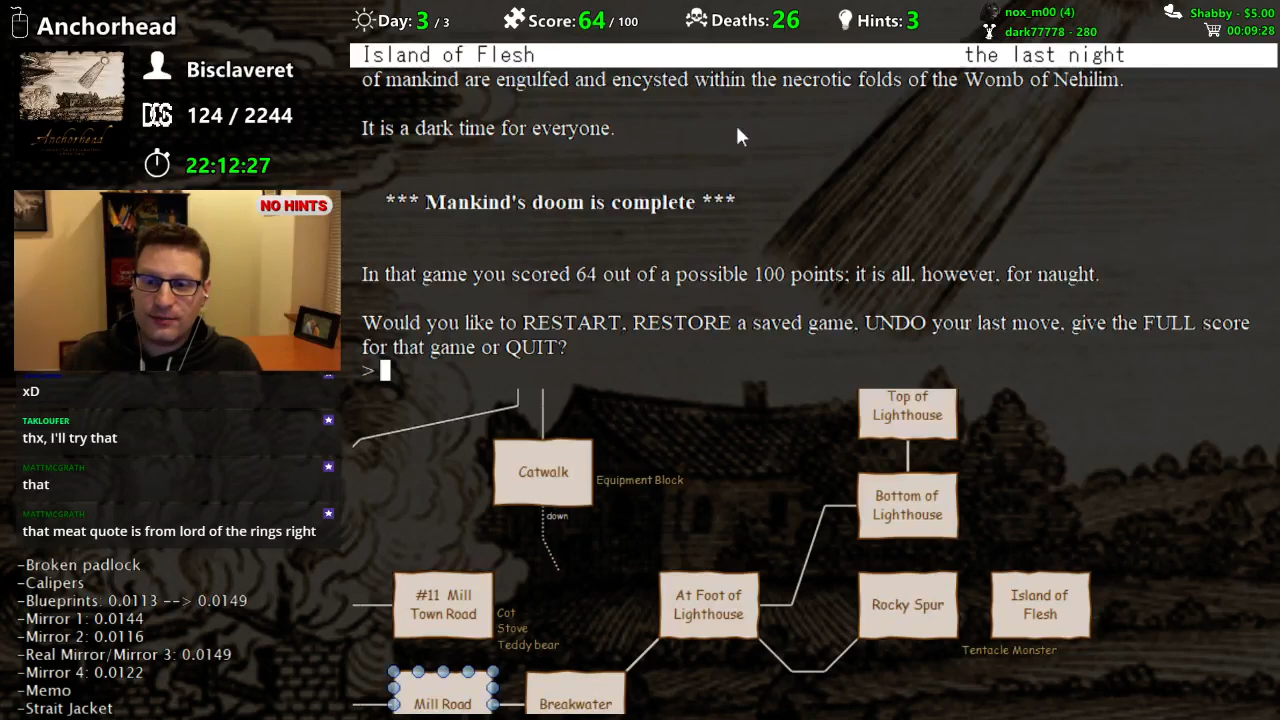 Anchorhead
Day: 3 / 3
Score: 64 / 100
Deaths: 26
Hints: 3
nox_m00 (4)
dark77778 - 280
Shabby - $5.00
00:09:28
Anchorhead
Bisclaveret
DGS 124 / 2244
22:12:27
NO HINTS
Island of Flesh the last night
of mankind are engulfed and encysted within the necrotic folds of the Womb of Nehilim.
It is a dark time for everyone.
*** Mankind's doom is complete ***
In that game you scored 64 out of a possible 100 points; it is all, however, for naught.
Would you like to RESTART, RESTORE a saved game, UNDO your last move, give the FULL score
for that game or QUIT?
>
xD
TAKLOUFER
thx, I'll try that
MATTMCGRATH
that
MATTMCGRATH
that meat quote is from lord of the rings right
-Broken padlock
-Calipers
-Blueprints: 0.0113 --> 0.0149
-Mirror 1: 0.0144
-Mirror 2: 0.0116
-Real Mirror/Mirror 3: 0.0149
-Mirror 4: 0.0122
-Memo
-Strait Jacket
Top of
Lighthouse
Catwalk
Equipment Block
down
Bottom of
Lighthouse
#11 Mill
Town Road
Cot
Stove
Teddy bear
At Foot of
Lighthouse
Rocky Spur
Island of
Flesh
Tentacle Monster
Mill Road
Breakwater